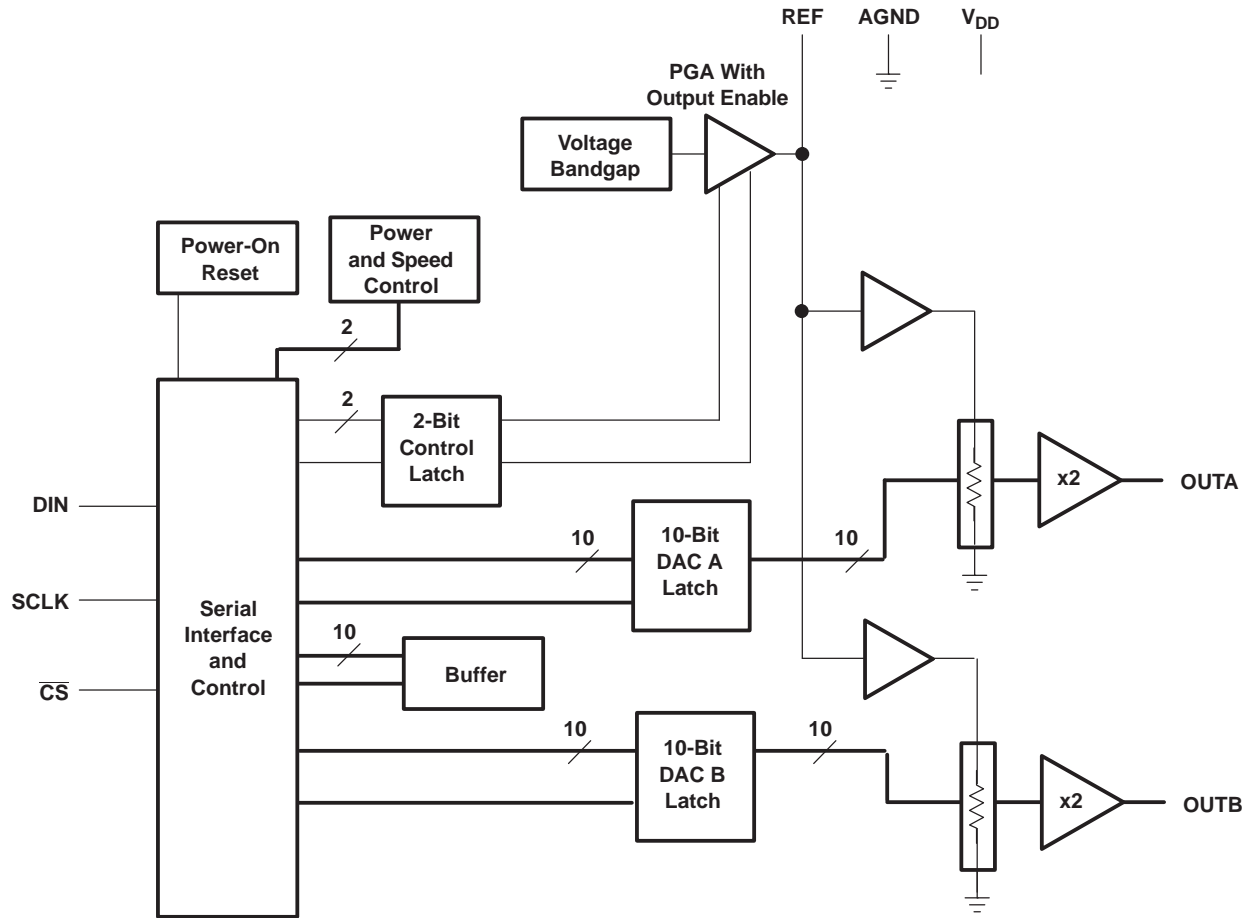 REF
AGND
VDD
PGA With
Output Enable
Voltage
Bandgap
Power-On
Reset
Power
and Speed
Control
2
2
2-Bit
Control
Latch
x2
OUTA
DIN
10
10-Bit
DAC A
Latch
10
SCLK
Serial
Interface
and
Control
10
Buffer
CS
10
10-Bit
DAC B
Latch
10
x2
OUTB